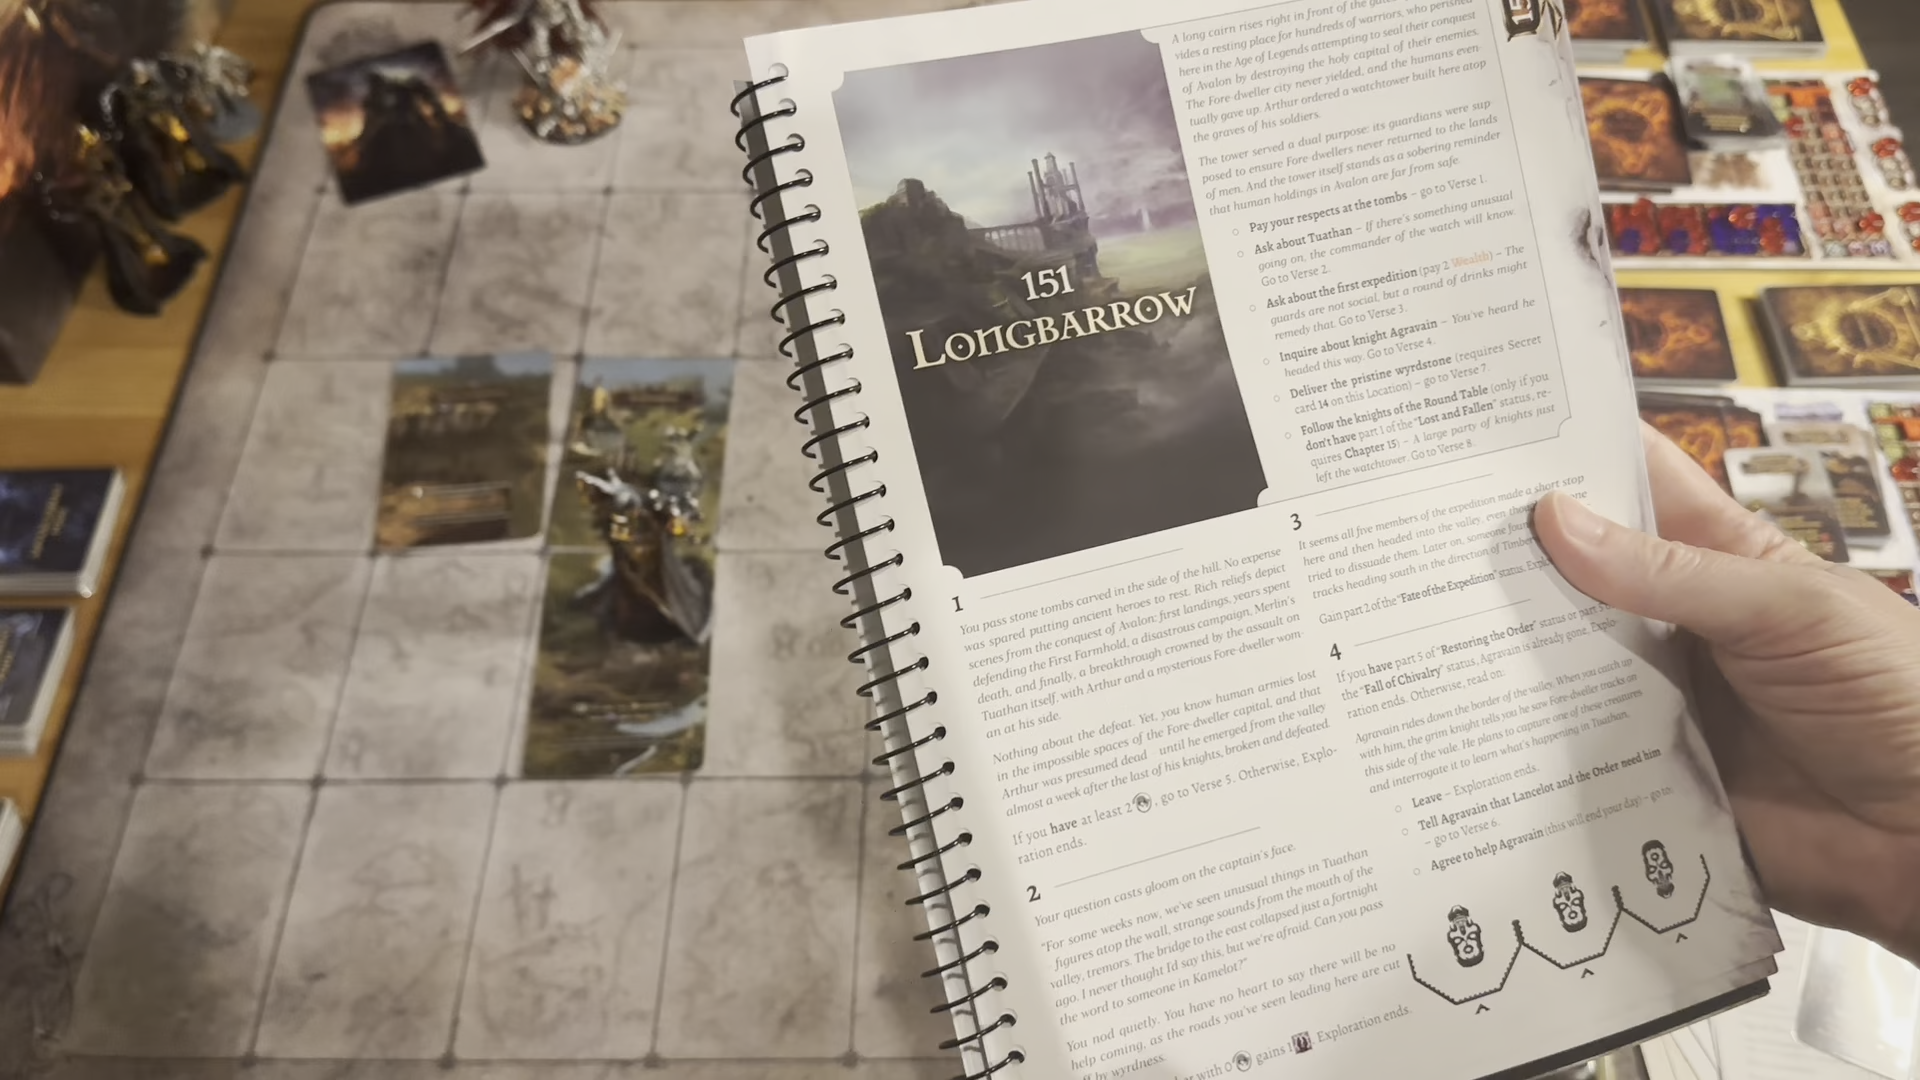 151
LONGBARROW
A long cairn rises right in front of the
vides a resting place for hundreds of warriors, who perished
here in the Age of Legends attempting to seal their conquest
of Avalon by destroying the holy capital of their enemies.
The Fore-dweller city never yielded, and the humans even-
tually gave up. Arthur ordered a watchtower built here atop
the graves of his soldiers.
The tower served a dual purpose: its guardians were sup
posed to ensure Fore-dwellers never returned to the lands
of men. And the tower itself stands as a sobering reminder
that human holdings in Avalon are far from safe.
○ Pay your respects at the tombs – go to Verse 1.
○ Ask about Tuathan – If there's something unusual
going on, the commander of the watch will know.
Go to Verse 2.
○ Ask about the first expedition (pay 2 Wealth) – The
guards are not social, but a round of drinks might
remedy that. Go to Verse 3.
○ Inquire about knight Agravain – You've heard he
headed this way. Go to Verse 4.
○ Deliver the pristine wyrdstone (requires Secret
card 14 on this Location) – go to Verse 7.
○ Follow the knights of the Round Table (only if you
don't have part 1 of the "Lost and Fallen" status, re-
quires Chapter 15) – A large party of knights just
left the watchtower. Go to Verse 8.
1
You pass stone tombs carved in the side of the hill. No expense
was spared putting ancient heroes to rest. Rich reliefs depict
scenes from the conquest of Avalon: first landings, years spent
defending the First Farmhold, a disastrous campaign, Merlin's
death, and finally, a breakthrough crowned by the assault on
Tuathan itself, with Arthur and a mysterious Fore-dweller wom-
an at his side.
Nothing about the defeat. Yet, you know human armies lost
in the impossible spaces of the Fore-dweller capital, and that
Arthur was presumed dead – until he emerged from the valley
almost a week after the last of his knights, broken and defeated.
If you have at least 2 , go to Verse 5. Otherwise, Explo-
ration ends.
2
Your question casts gloom on the captain's face.
"For some weeks now, we've seen unusual things in Tuathan
figures atop the wall, strange sounds from the mouth of the
valley, tremors. The bridge to the east collapsed just a fortnight
ago. I never thought I'd say this, but we're afraid. Can you pass
the word to someone in Kamelot?"
You nod quietly. You have no heart to say there will be no
help coming, as the roads you've seen leading here are cut
by wyrdness.
with 0 gains 1 . Exploration ends.
3
It seems all five members of the expedition made a short stop
here and then headed into the valley, even
tried to dissuade them. Later on, someone
tracks heading south in the direction of
Gain part 2 of the "Fate of the Expedition" status.
4
If you have part 5 of "Restoring the Order" status or part 5
the "Fall of Chivalry" status, Agravain is already gone. Explo-
ration ends. Otherwise, read on:
Agravain rides down the border of the valley. When you catch up
with him, the grim knight tells you he saw Fore-dweller tracks on
this side of the vale. He plans to capture one of these creatures
and interrogate it to learn what's happening in Tuathan.
○ Leave – Exploration ends.
○ Tell Agravain that Lancelot and the Order need him
– go to Verse 6.
○ Agree to help Agravain (this will end your day) – go to